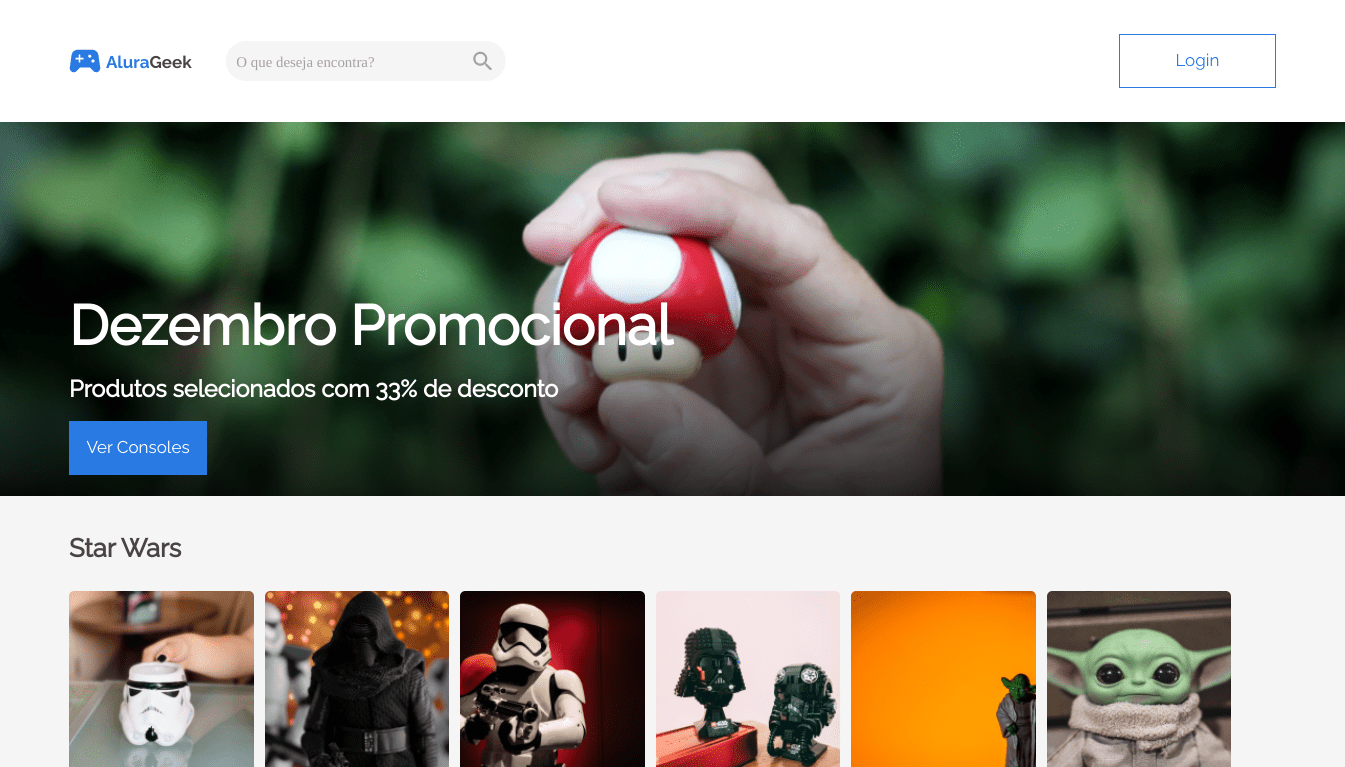 AluraGeek
O que deseja encontra?
Login
Dezembro Promocional
Produtos selecionados com 33% de desconto
Ver Consoles
Star Wars